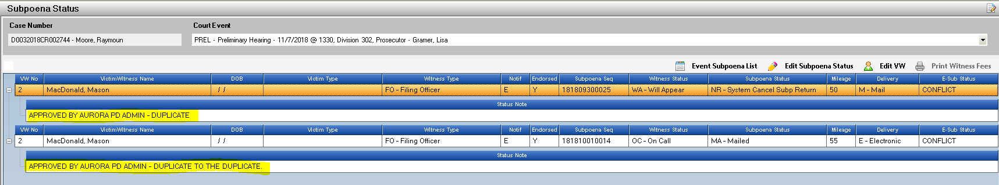 Subpoena Status
Case Number Court Event
D0032018CR002744 - Moore, Raymoun PREL - Preliminary Hearing - 11/7/2018 @ 1330, Division 302, Prosecutor - Gramer, Lisa
Event Subpoena List Edit Subpoena Status Edit VW Print Witness Fees
VW No VictimWitness Name DOB Victim Type Witness Type Notif Endorsed Subpoena Seq Witness Status Subpoena Status Mileage Delivery E-Sub Status
2 MacDonald, Mason / / FO - Filing Officer E Y 181809300025 WA - Will Appear NR - System Cancel Subp Return 50 M - Mail CONFLICT
Status Note
APPROVED BY AURORA PD ADMIN - DUPLICATE
VW No VictimWitness Name DOB Victim Type Witness Type Notif Endorsed Subpoena Seq Witness Status Subpoena Status Mileage Delivery E-Sub Status
2 MacDonald, Mason / / FO - Filing Officer E Y 181810010014 OC - On Call MA - Mailed 55 E - Electronic CONFLICT
Status Note
APPROVED BY AURORA PD ADMIN - DUPLICATE TO THE DUPLICATE.